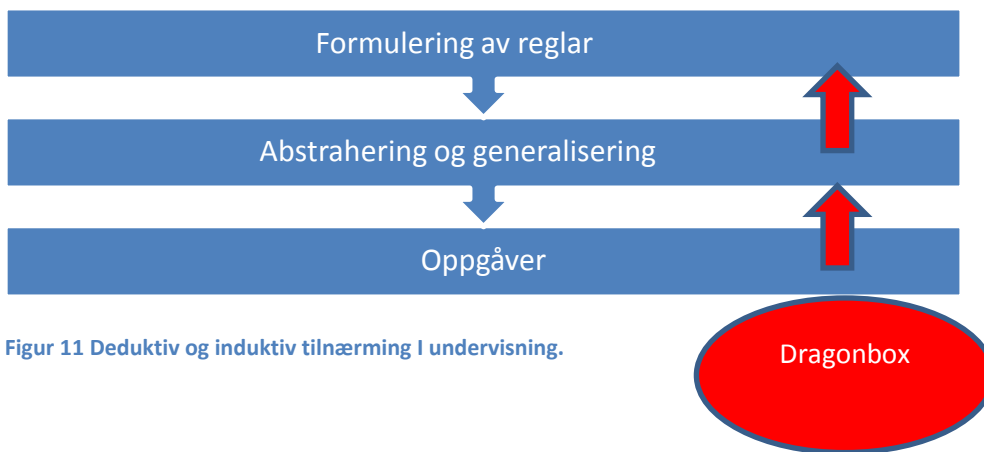 Formulering av reglar
Abstrahering og generalisering
Oppgåver
Figur 11 Deduktiv og induktiv tilnærming I undervisning.
Dragonbox